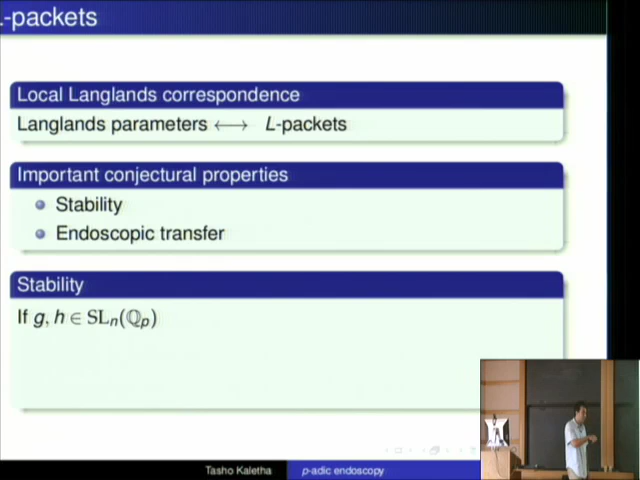 L-packets
Local Langlands correspondence
Langlands parameters ⟷ L-packets
Important conjectural properties
Stability
Endoscopic transfer
Stability
If g, h ∈ SLₙ(ℚₚ)
Tasho Kaletha p-adic endoscopy